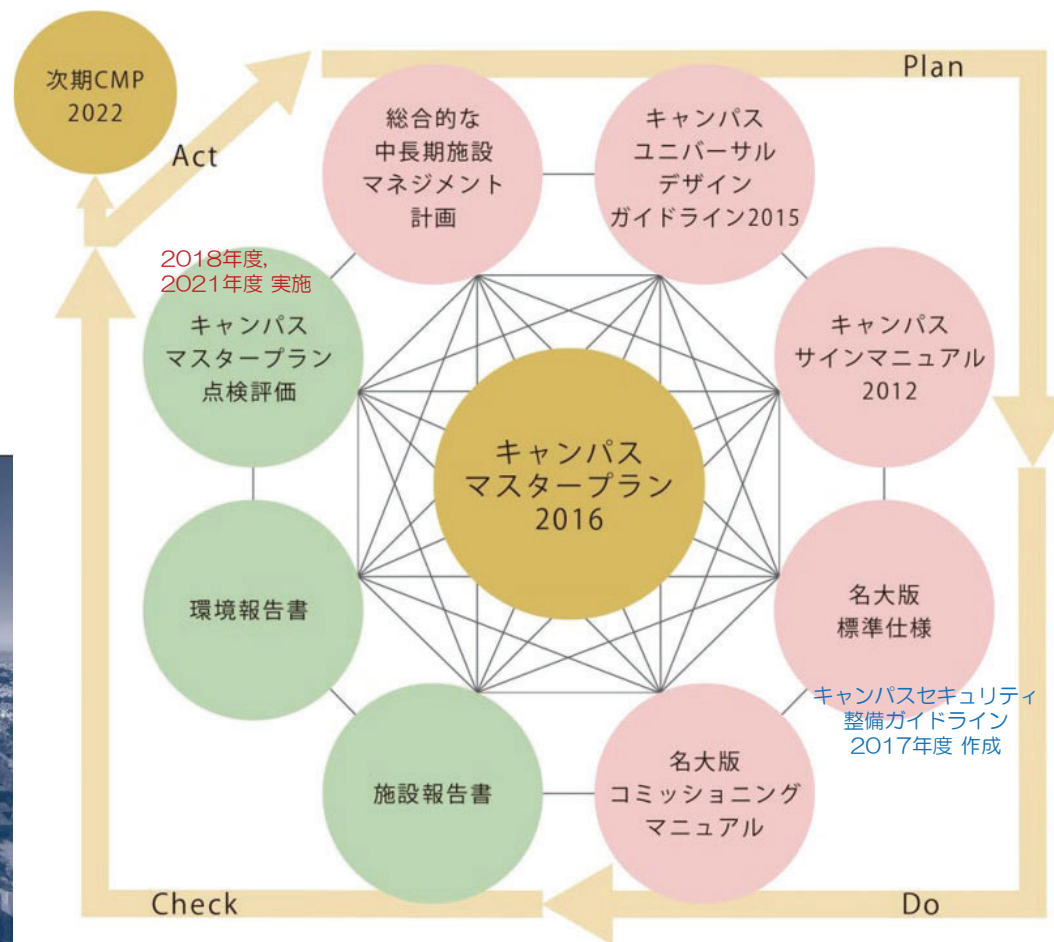 次期CMP
2022
Act
Plan
総合的な
中長期施設
マネジメント
計画
キャンパス
ユニバーサル
デザイン
ガイドライン2015
2018年度,
2021年度 実施
キャンパス
マスタープラン
点検評価
キャンパス
サインマニュアル
2012
キャンパス
マスタープラン
2016
環境報告書
名大版
標準仕様
キャンパスセキュリティ
整備ガイドライン
2017年度 作成
施設報告書
名大版
コミッショニング
マニュアル
Check
Do